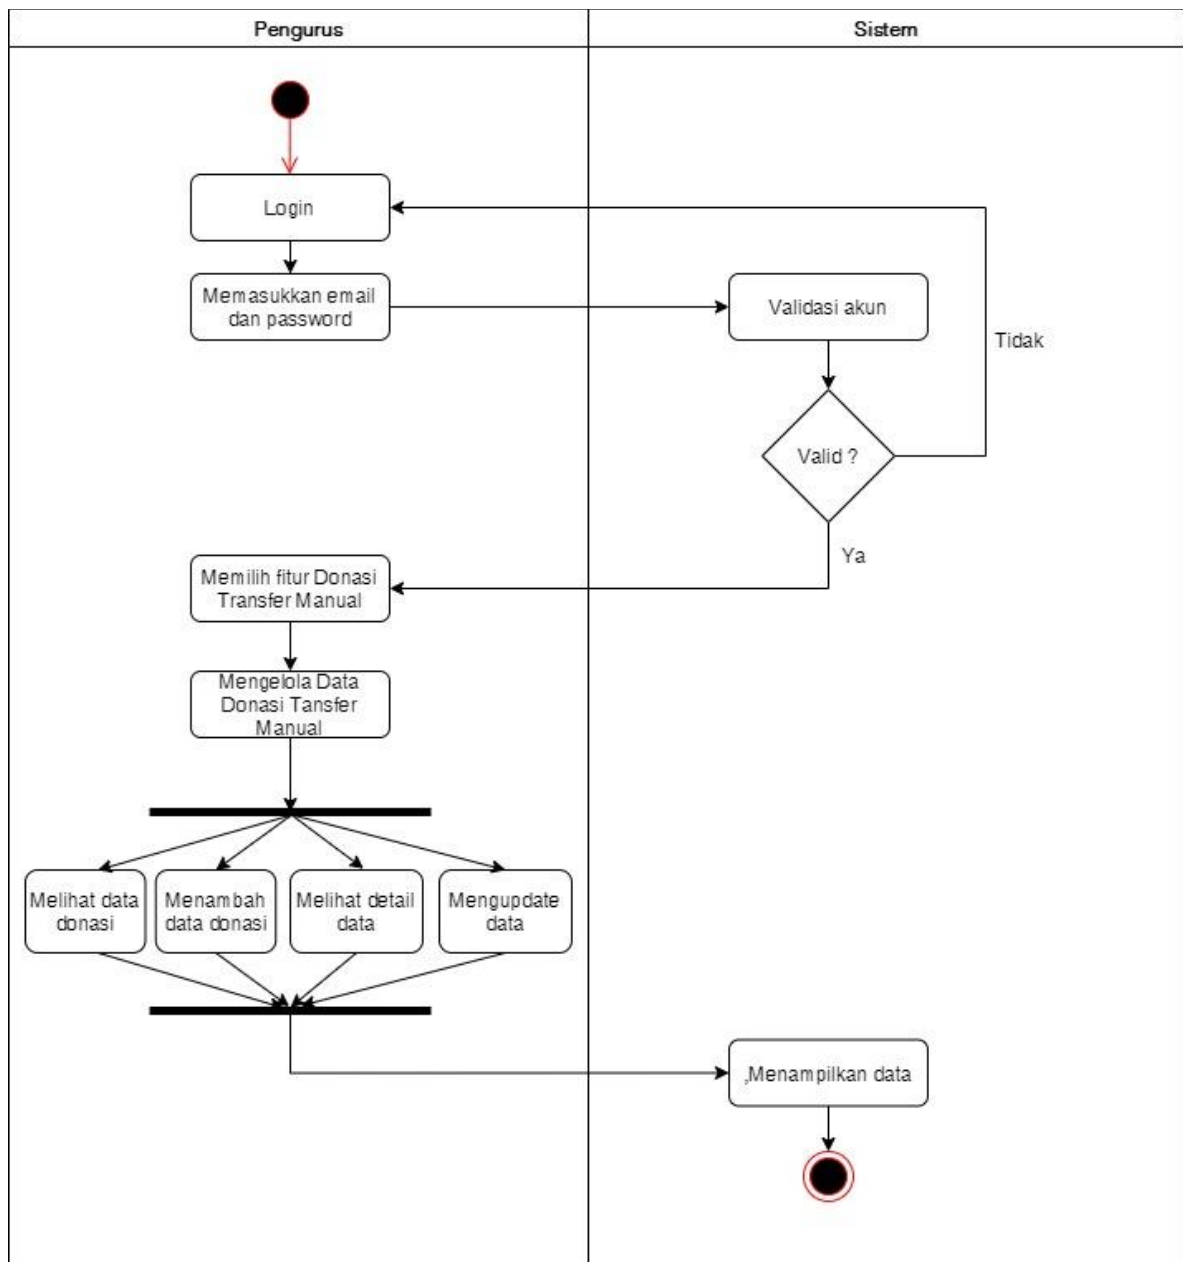 Pengurus
Sistem
Login
Memasukkan email
dan password
Validasi akun
Tidak
Valid ?
Ya
Memilih fitur Donasi
Transfer Manual
Mengelola Data
Donasi Tansfer
Manual
Melihat data
donasi
Menambah
data donasi
Melihat detail
data
Mengupdate
data
,Menampilkan data